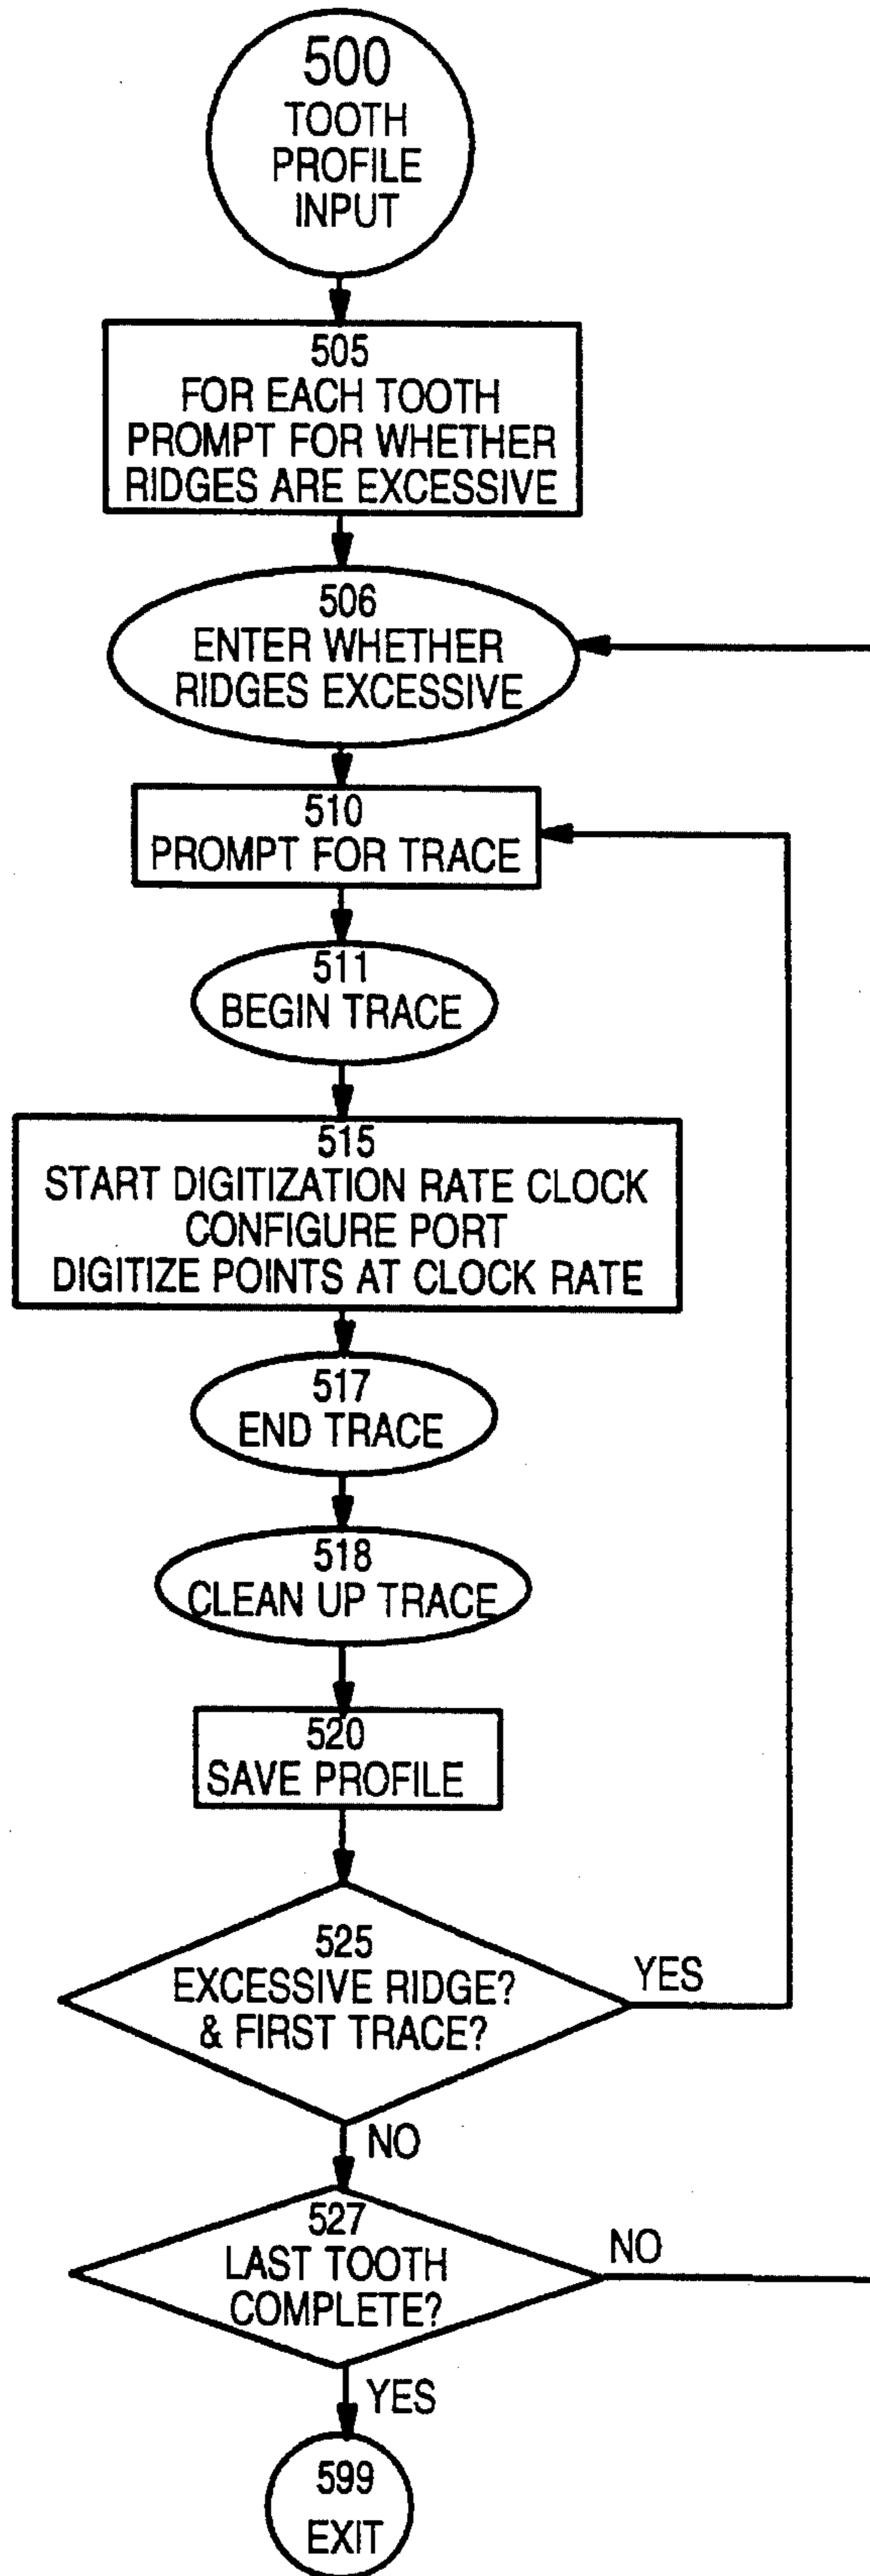 500
TOOTH
PROFILE
INPUT
505
FOR EACH TOOTH
PROMPT FOR WHETHER
RIDGES ARE EXCESSIVE
506
ENTER WHETHER
RIDGES EXCESSIVE
510
PROMPT FOR TRACE
511
BEGIN TRACE
515
START DIGITIZATION RATE CLOCK
CONFIGURE PORT
DIGITIZE POINTS AT CLOCK RATE
517
END TRACE
518
CLEAN UP TRACE
520
SAVE PROFILE
525
EXCESSIVE RIDGE?
& FIRST TRACE?
YES
NO
527
LAST TOOTH
COMPLETE?
NO
YES
599
EXIT